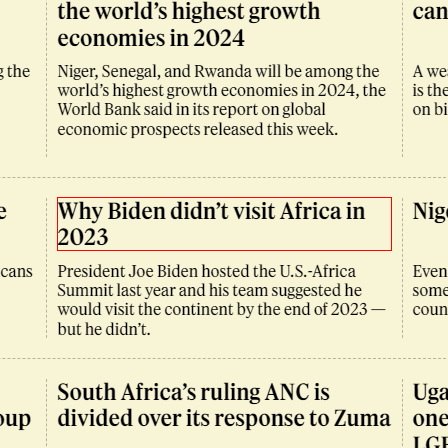 the world's highest growth
economies in 2024
can
g the
Niger, Senegal, and Rwanda will be among the
world's highest growth economies in 2024, the
World Bank said in its report on global
economic prospects released this week.
A we
is the
on bi
e
Why Biden didn't visit Africa in
2023
Nig
cans
President Joe Biden hosted the U.S.-Africa
Summit last year and his team suggested he
would visit the continent by the end of 2023 —
but he didn't.
Even
some
coun
oup
South Africa's ruling ANC is
divided over its response to Zuma
Uga
one